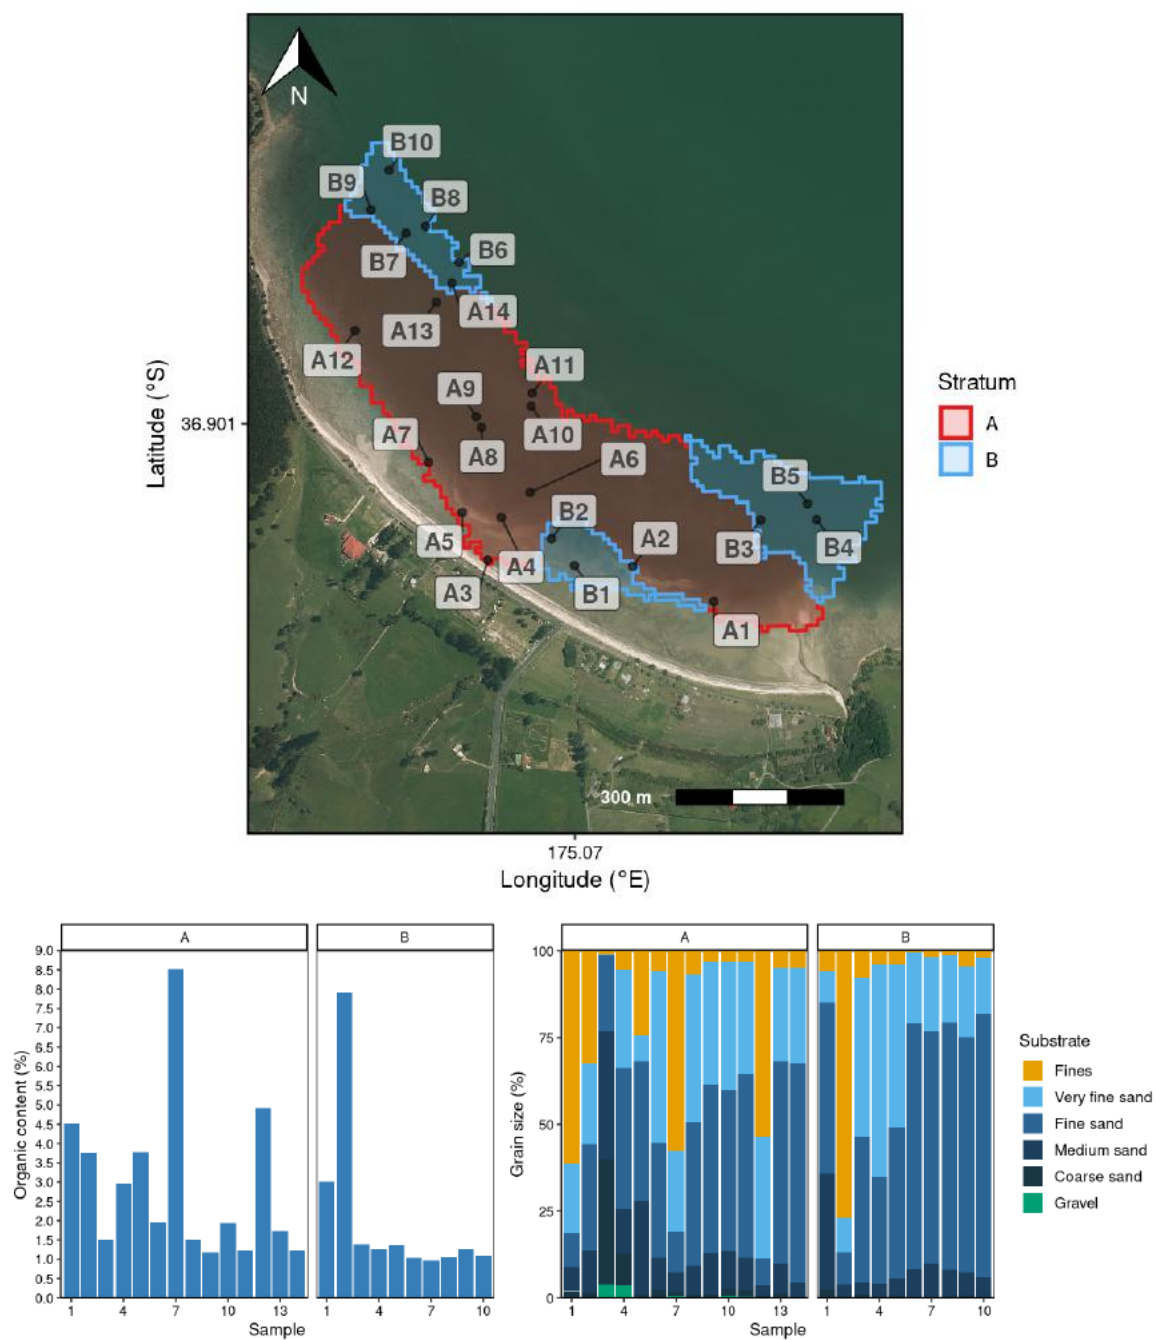 N
B10
B9
B8
B7
B6
A14
A13
A12
A11
A9
A10
A7
A8
A6
B5
B2
A2
B3
B4
A5
A4
A3
B1
A1
300 m
Latitude (°S)
36.901
175.07
Longitude (°E)
Stratum
A
B
A
B
9.0
8.5
8.0
7.5
7.0
6.5
6.0
5.5
5.0
4.5
4.0
3.5
3.0
2.5
2.0
1.5
1.0
0.5
0.0
Organic content (%)
1 4 7 10 13 1 4 7 10
Sample
A
B
100
75
50
25
0
Grain size (%)
1 4 7 10 13 1 4 7 10
Sample
Substrate
Fines
Very fine sand
Fine sand
Medium sand
Coarse sand
Gravel